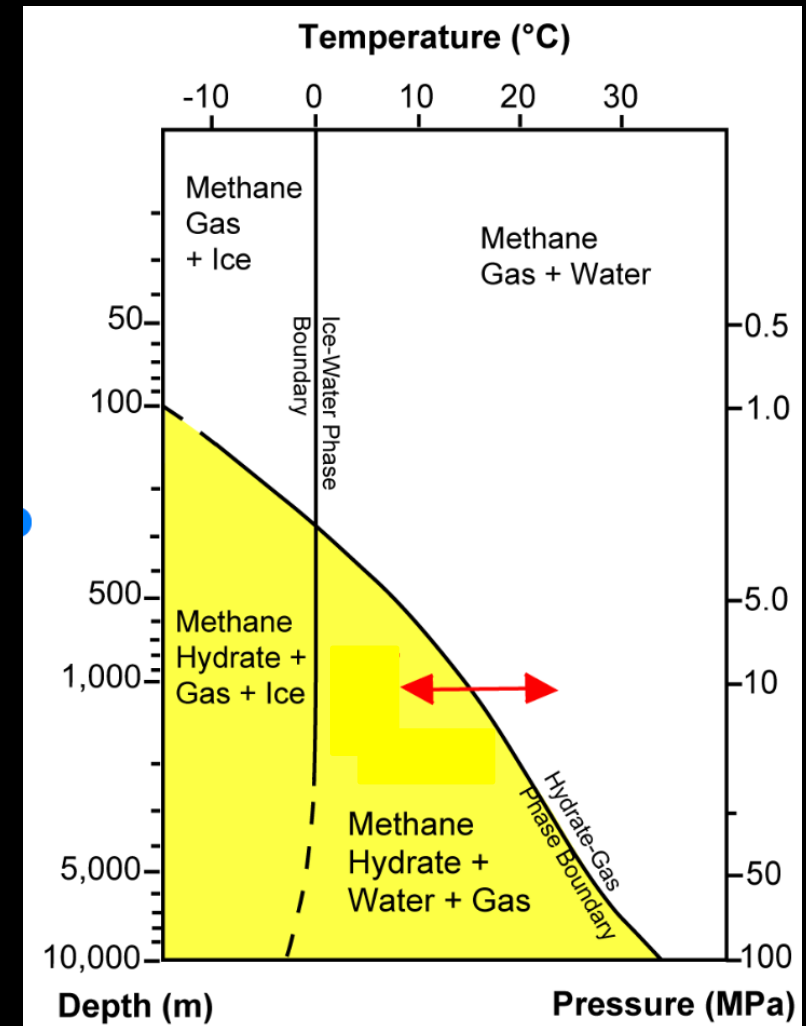 Temperature (°C)
-10 0 10 20 30
Methane
Gas
+ Ice
Methane
Gas + Water
Ice-Water Phase
Boundary
50
0.5
100
1.0
500
5.0
Methane
Hydrate +
Gas + Ice
1,000
10
Hydrate-Gas
Phase Boundary
Methane
Hydrate +
Water + Gas
5,000
50
10,000
100
Depth (m)
Pressure (MPa)